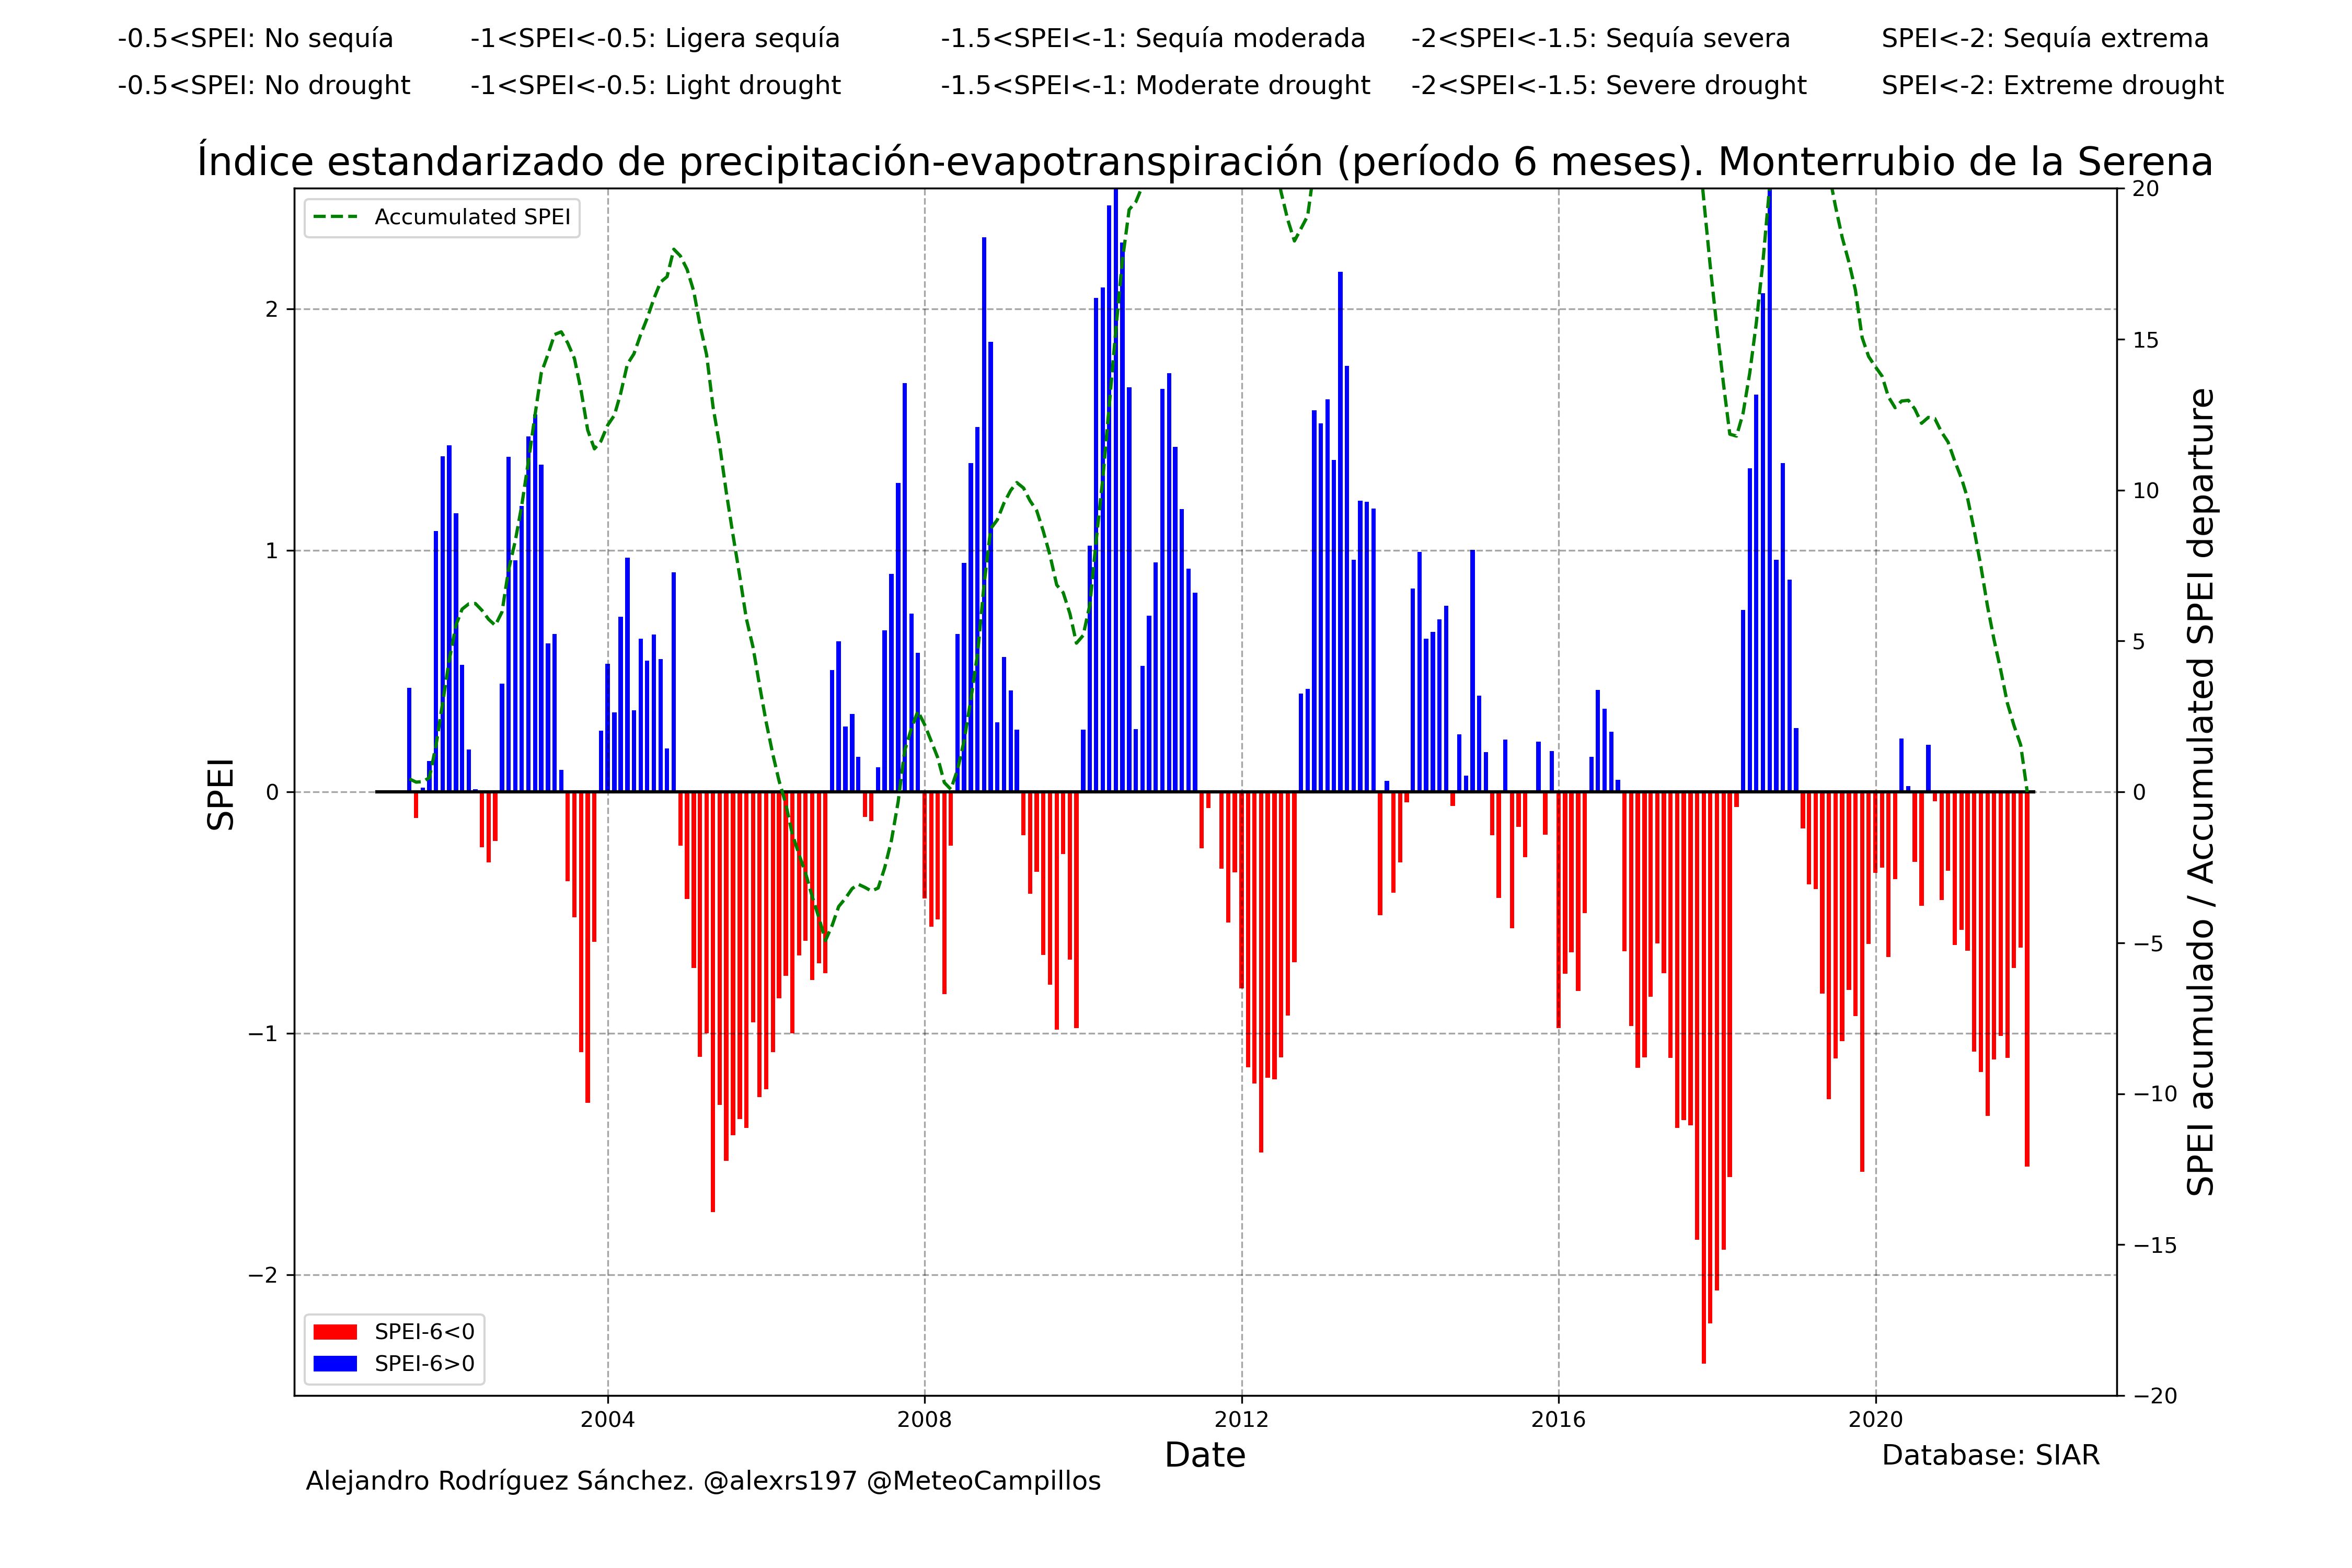 -0.5<SPEI: No sequía -1<SPEI<-0.5: Ligera sequía -1.5<SPEI<-1: Sequía moderada -2<SPEI<-1.5: Sequía severa SPEI<-2: Sequía extrema
-0.5<SPEI: No drought -1<SPEI<-0.5: Light drought -1.5<SPEI<-1: Moderate drought -2<SPEI<-1.5: Severe drought SPEI<-2: Extreme drought
Índice estandarizado de precipitación-evapotranspiración (período 6 meses). Monterrubio de la Serena
Accumulated SPEI
SPEI
2
1
0
−1
−2
20
15
10
5
0
−5
−10
−15
−20
SPEI acumulado / Accumulated SPEI departure
SPEI-6<0
SPEI-6>0
2004 2008 2012 2016 2020
Date
Database: SIAR
Alejandro Rodríguez Sánchez. @alexrs197 @MeteoCampillos